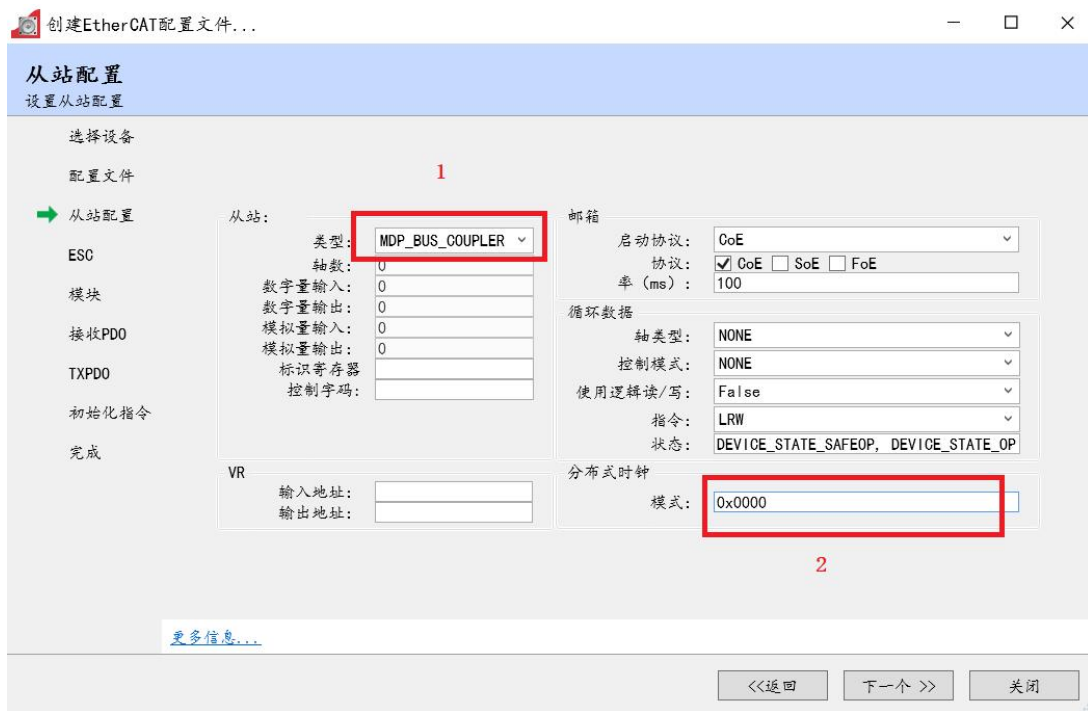 创建EtherCAT配置文件...
从站配置
设置从站配置
选择设备
配置文件
从站配置
ESC
模块
接收PDO
TXPDO
初始化指令
完成
1
从站:
类型: MDP_BUS_COUPLER
轴数: 0
数字量输入: 0
数字量输出: 0
模拟量输入: 0
模拟量输出: 0
标识寄存器
控制字码:
VR
输入地址:
输出地址:
邮箱
启动协议: CoE
协议: CoE SoE FoE
率 (ms) : 100
循环数据
轴类型: NONE
控制模式: NONE
使用逻辑读/写: False
指令: LRW
状态: DEVICE_STATE_SAFEOP, DEVICE_STATE_OP
分布式时钟
模式: 0x0000
2
更多信息...
<<返回
下一个 >>
关闭